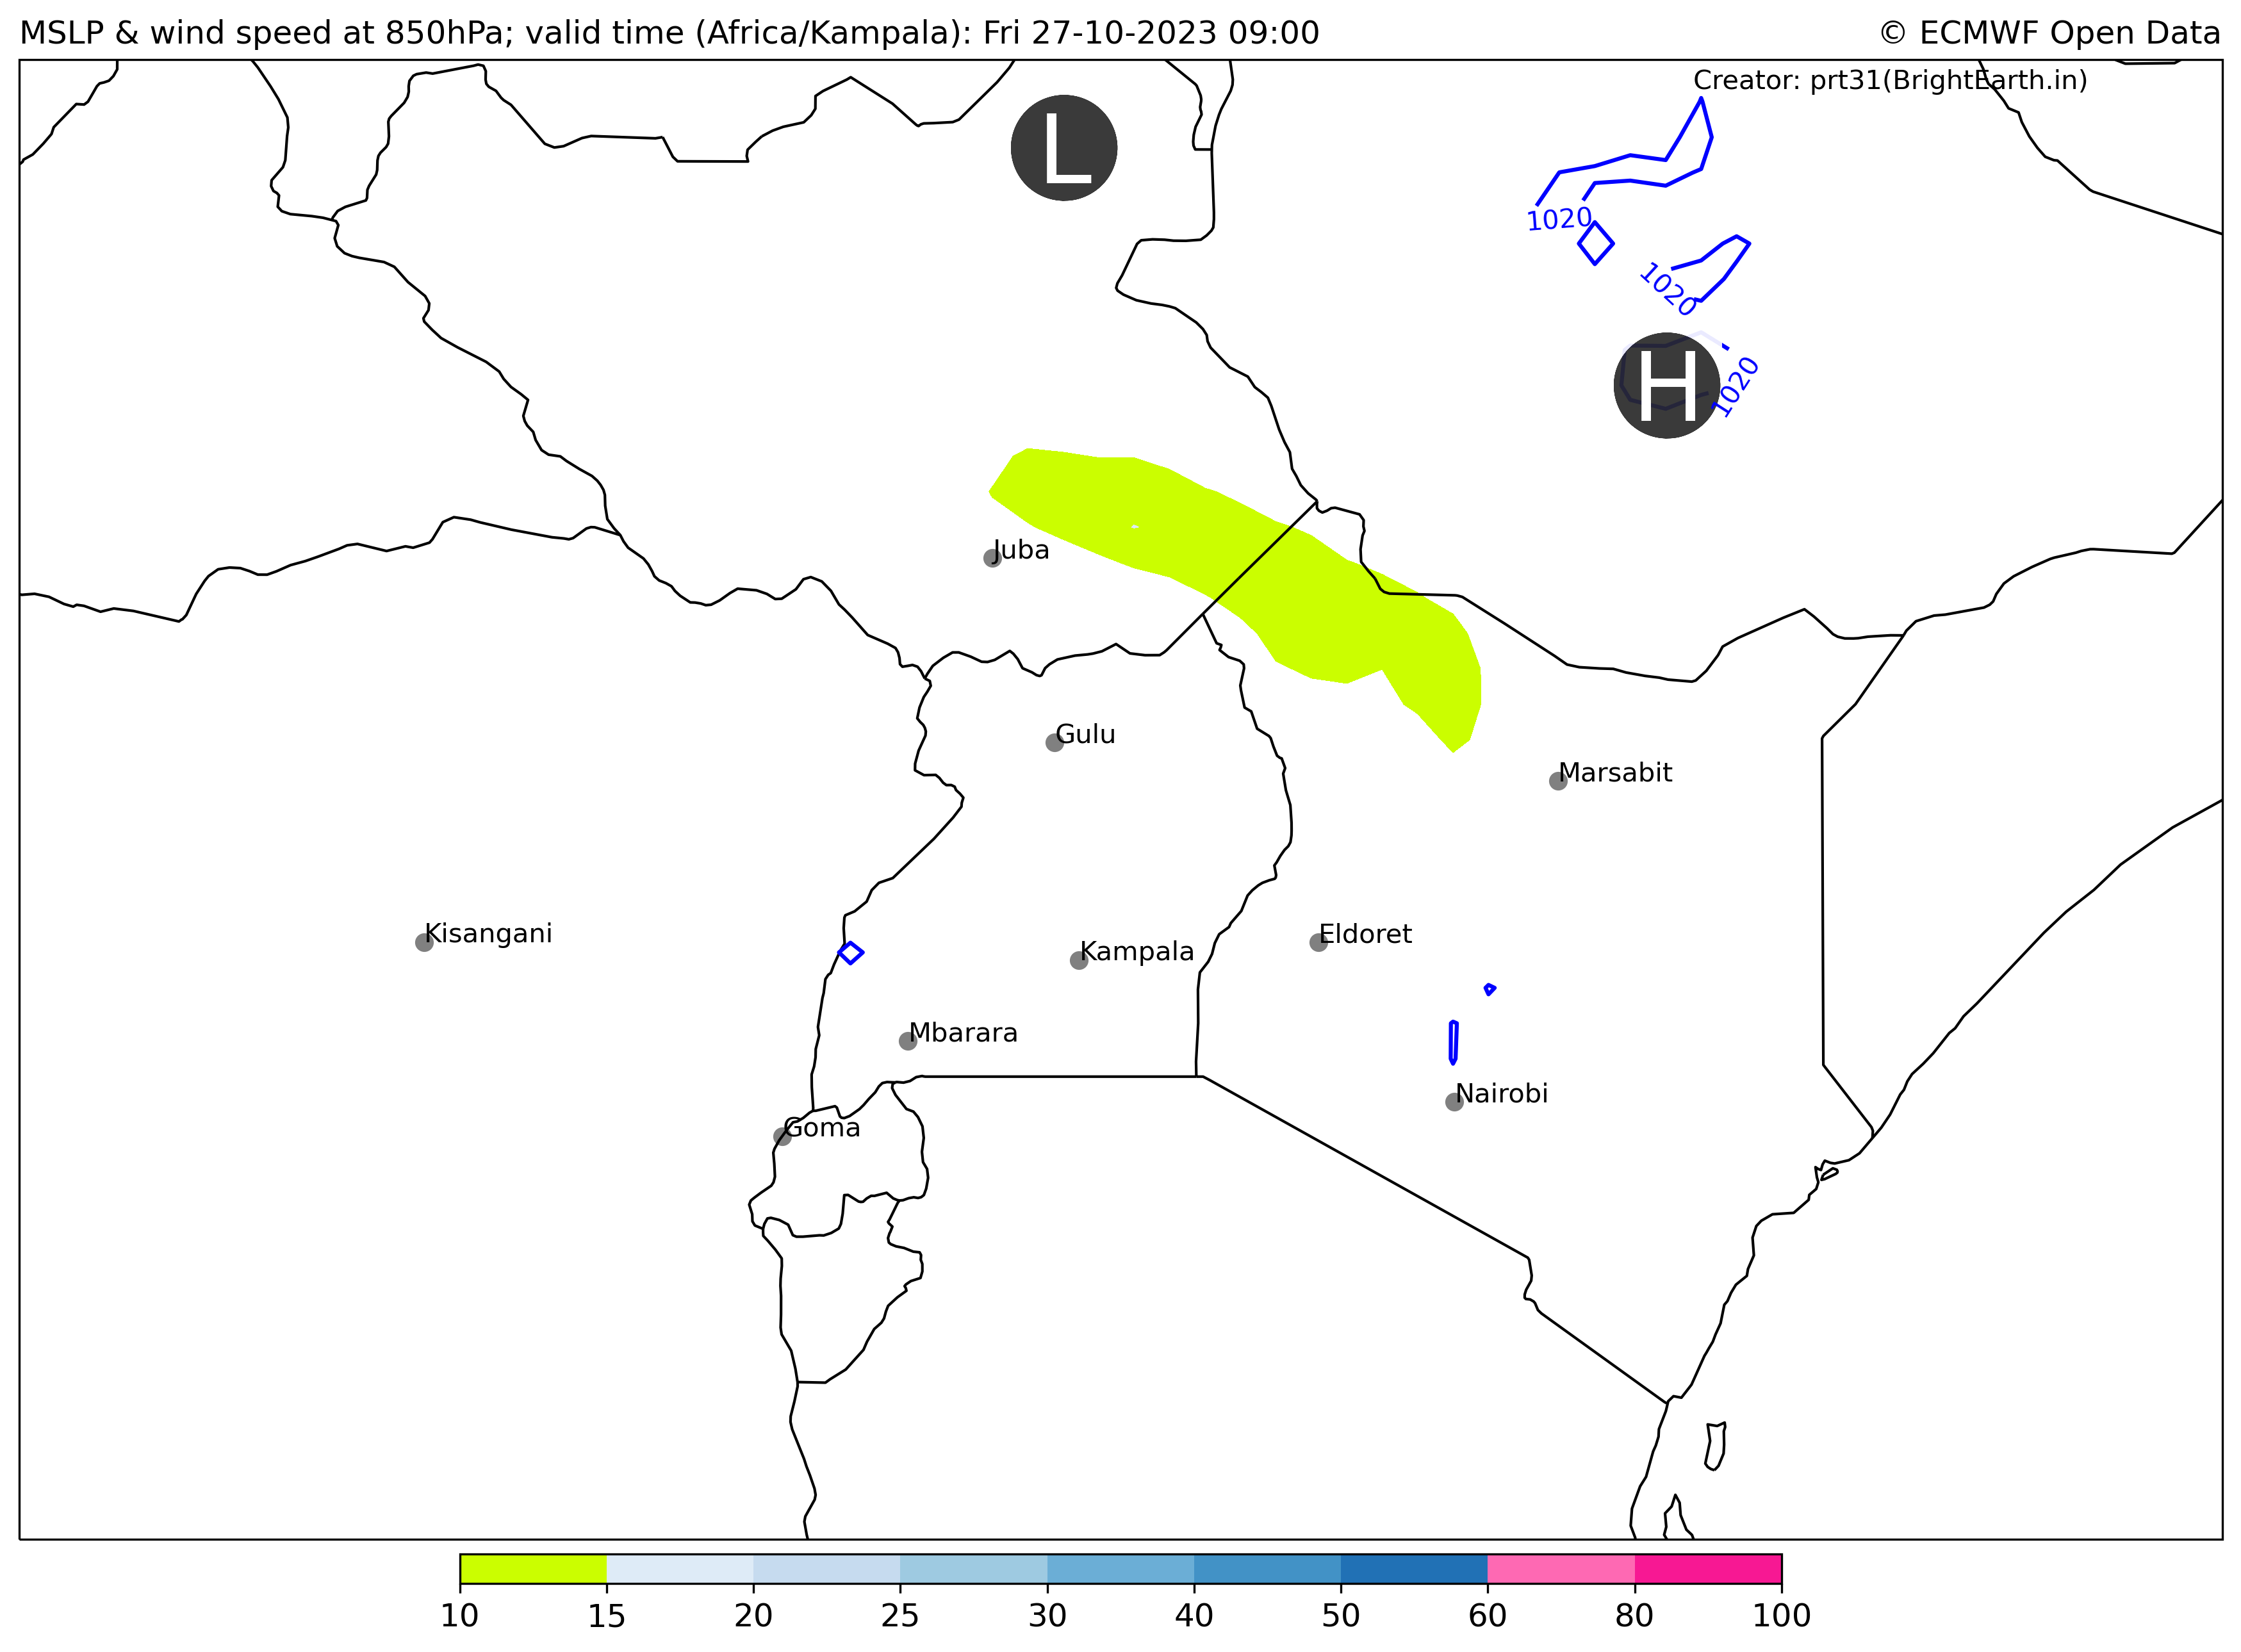 MSLP & wind speed at 850hPa; valid time (Africa/Kampala): Fri 27-10-2023 09:00
© ECMWF Open Data
Creator: prt31(BrightEarth.in)
L
1020
1020
H
1020
Juba
Gulu
Marsabit
Kisangani
Eldoret
Kampala
Mbarara
Nairobi
Goma
10 15 20 25 30 40 50 60 80 100